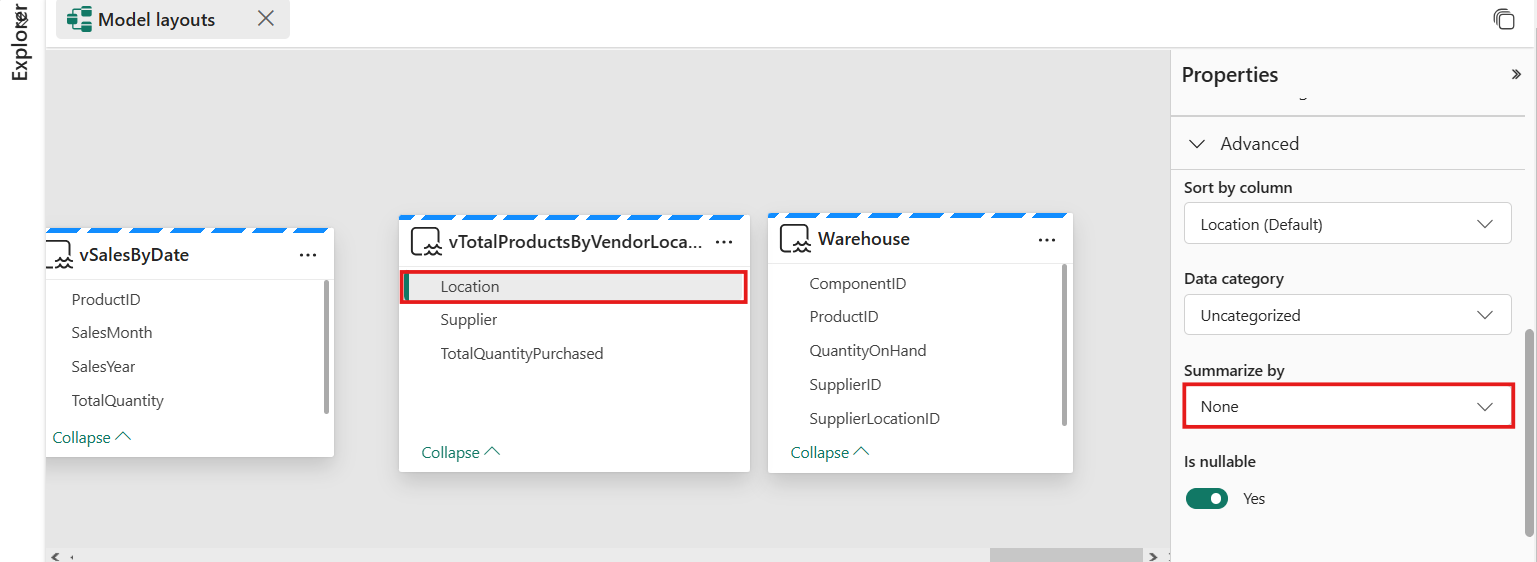 Explorer
Model layouts
vSalesByDate
ProductID
SalesMonth
SalesYear
TotalQuantity
Collapse
vTotalProductsByVendorLoca...
Location
Supplier
TotalQuantityPurchased
Collapse
Warehouse
ComponentID
ProductID
QuantityOnHand
SupplierID
SupplierLocationID
Collapse
Properties
Advanced
Sort by column
Location (Default)
Data category
Uncategorized
Summarize by
None
Is nullable
Yes